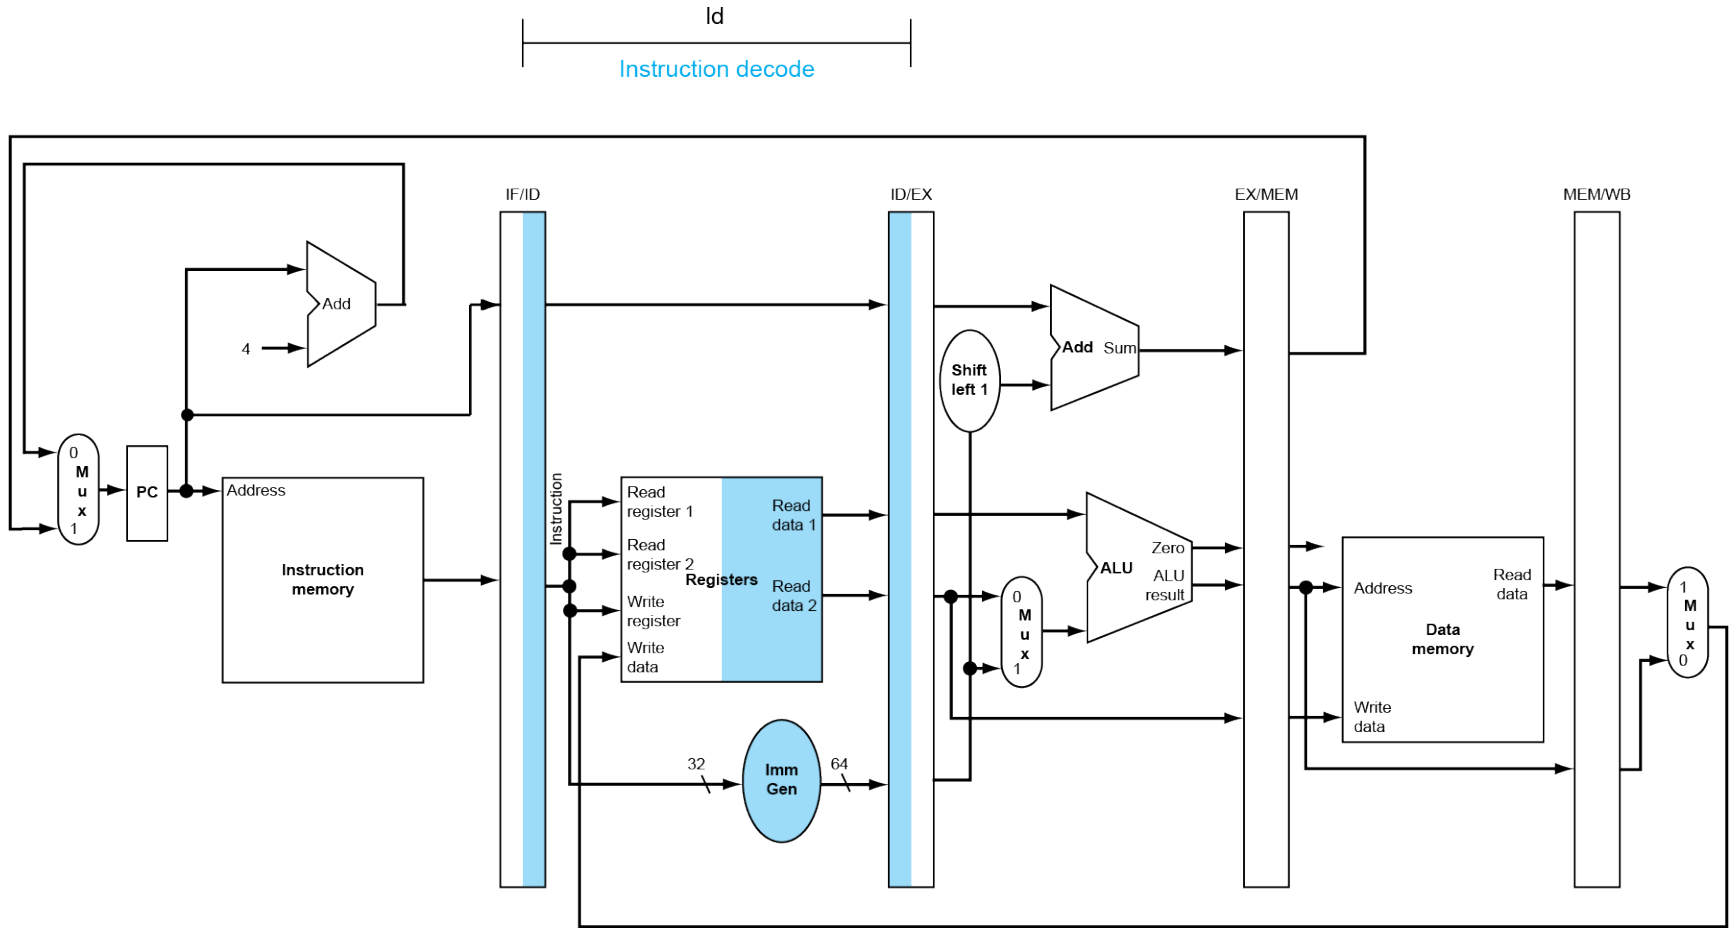 ld
Instruction decode
IF/ID
ID/EX
EX/MEM
MEM/WB
Add
4
Add Sum
Shift
left 1
0
M
u
x
1
PC
Address
Instruction
memory
Instruction
Read
register 1
Read
register 2
Registers
Write
register
Write
data
Read
data 1
Read
data 2
0
M
u
x
1
Zero
ALU
ALU
result
Address
Read
data
Data
memory
Write
data
1
M
u
x
0
32
Imm
Gen
64